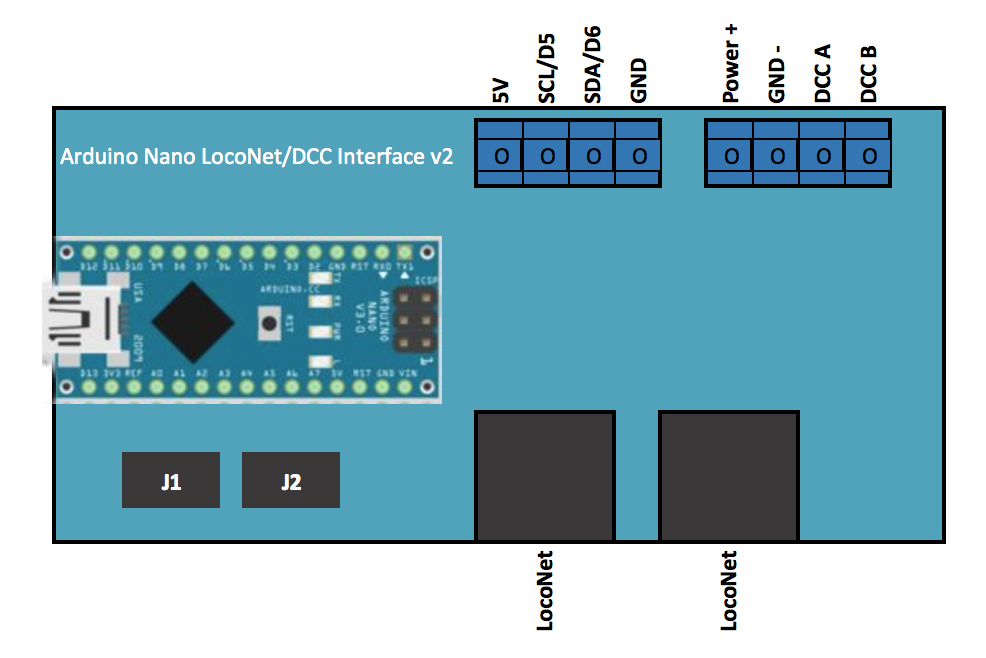 5V
SCL/D5
SDA/D6
GND
Power +
GND -
DCC A
DCC B
Arduino Nano LocoNet/DCC Interface v2
O O O O O O O O
D12 D11 D10 D9 D8 D7 D6 D5 D4 D3 D2 GND RST RX0 TX1
TX
RX
PWR
L
ICSP
1
USA
2009
ARDUINO.CC
RST
ARDUINO
NANO
V3.0
D13 3V3 REF A0 A1 A2 A3 A4 A5 A6 A7 5V RST GND VIN
J1
J2
LocoNet
LocoNet